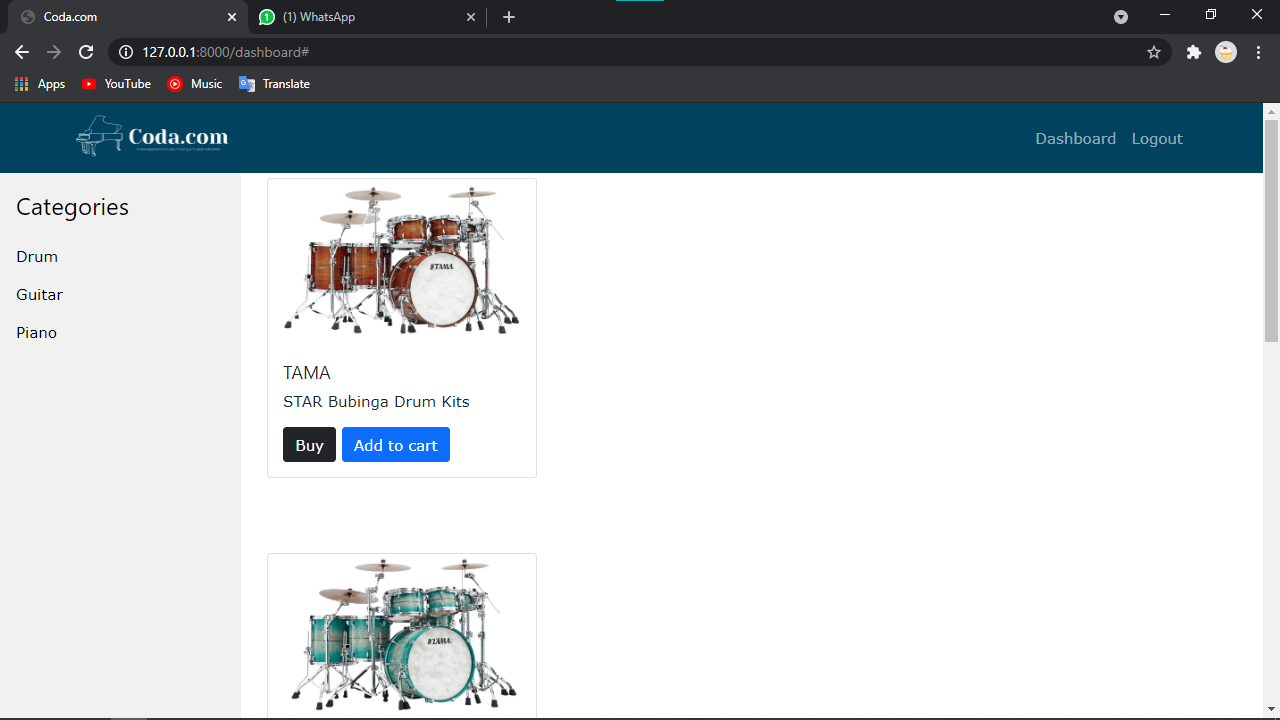 Coda.com
(1) WhatsApp
127.0.0.1:8000/dashboard#
Apps
YouTube
Music
Translate
Coda.com
Dashboard
Logout
Categories
Drum
Guitar
Piano
TAMA
TAMA
STAR Bubinga Drum Kits
Buy
Add to cart
TAMA